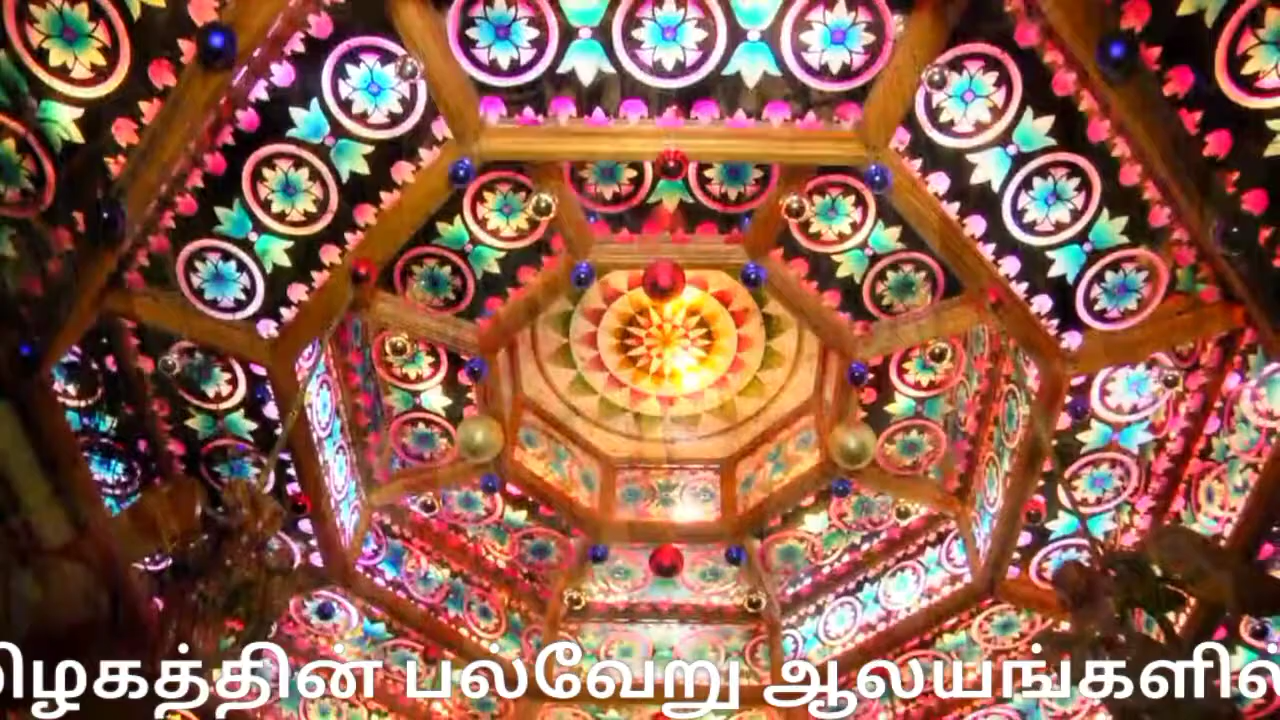 ிழகத்தின் பல்வேறு ஆலயங்களில்